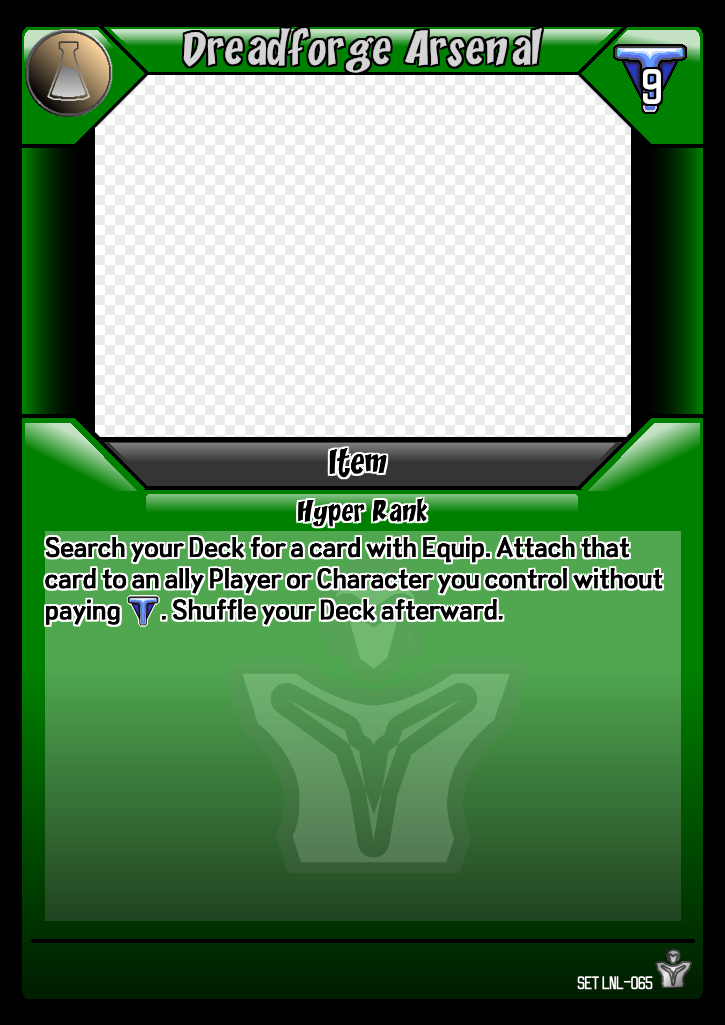 Dreadforge Arsenal
9
Item
Hyper Rank
Search your Deck for a card with Equip. Attach that
card to an ally Player or Character you control without
paying T. Shuffle your Deck afterward.
SET LNL-065